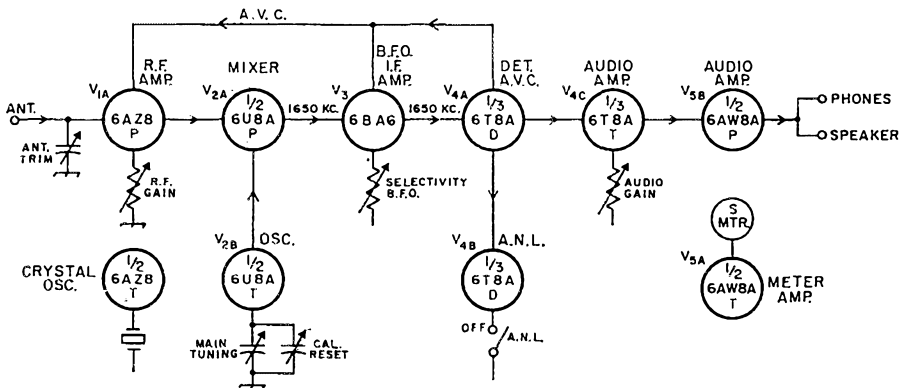 A.V.C.
R.F.
AMP.
MIXER
B.F.O.
I.F.
AMP.
DET.
A.V.C.
AUDIO
AMP.
AUDIO
AMP.
V1A
6AZ8
P
V2A
1/2
6U8A
P
1650 KC.
V3
6BA6
1650 KC.
V4A
1/3
6T8A
D
V4C
1/3
6T8A
T
V5B
1/2
6AW8A
P
PHONES
SPEAKER
ANT.
ANT.
TRIM
R.F.
GAIN
SELECTIVITY
B.F.O.
AUDIO
GAIN
CRYSTAL
OSC.
1/2
6AZ8
T
V2B
OSC.
1/2
6U8A
T
MAIN
TUNING
CAL.
RESET
V4B
A.N.L.
1/3
6T8A
D
OFF
A.N.L.
S
MTR.
V5A
1/2
6AW8A
T
METER
AMP.